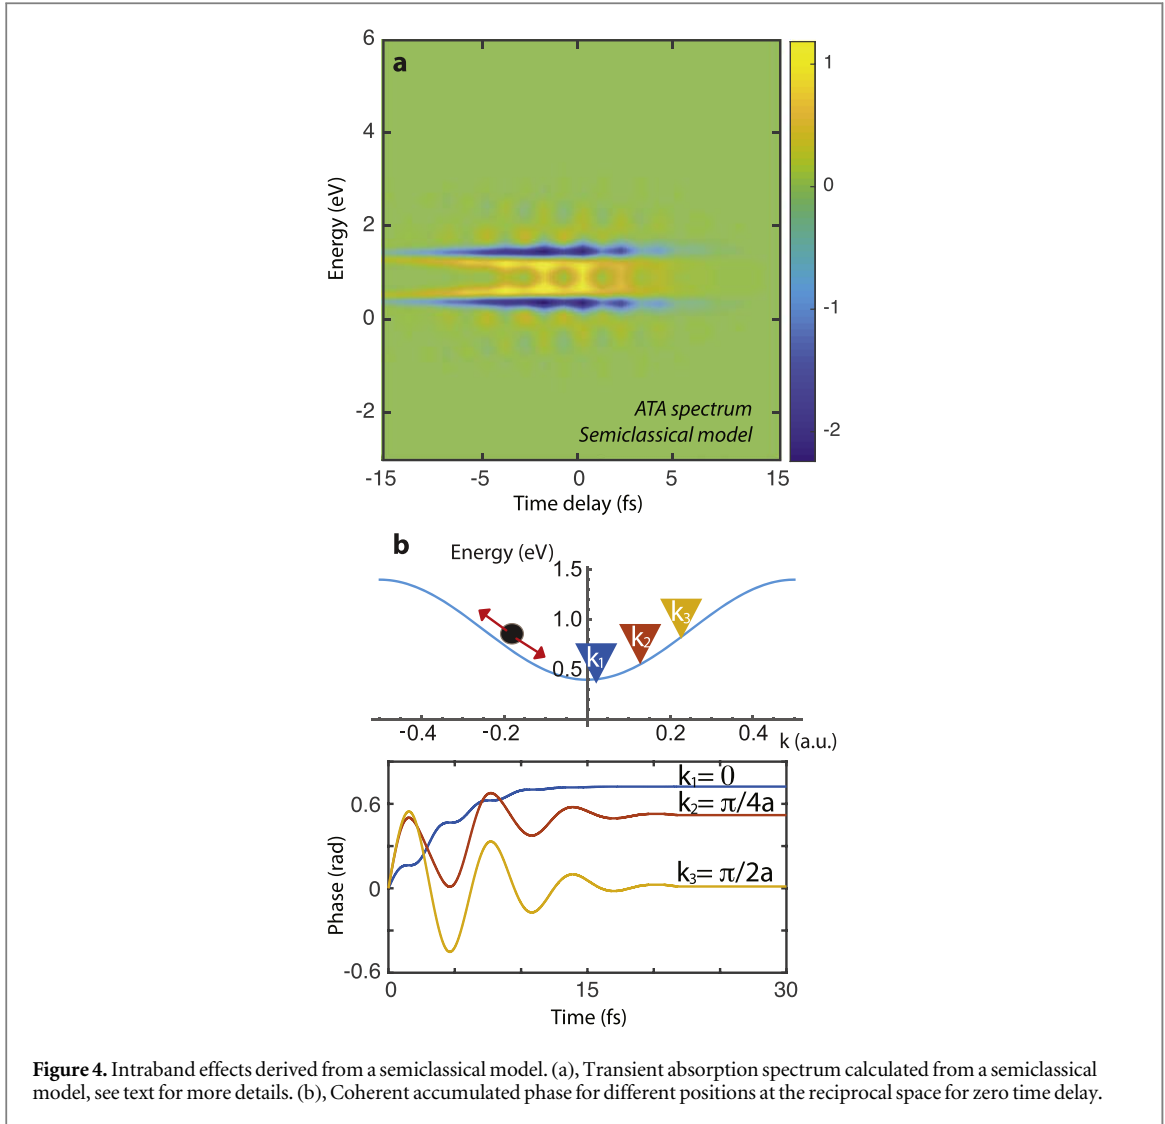 6
a
1
4
0
Energy (eV)
2
-1
0
-2
ATA spectrum
-2
Semiclassical model
-15
-5
0
5
15
Time delay (fs)
b
Energy (eV)
1.5
1.0
k3
k2
k1
0.5
-0.4
-0.2
0.2
0.4
k (a.u.)
k1= 0
0.6
k2= π/4a
Phase (rad)
k3= π/2a
0
-0.6
0
15
30
Time (fs)
Figure 4. Intraband effects derived from a semiclassical model. (a), Transient absorption spectrum calculated from a semiclassical
model, see text for more details. (b), Coherent accumulated phase for different positions at the reciprocal space for zero time delay.